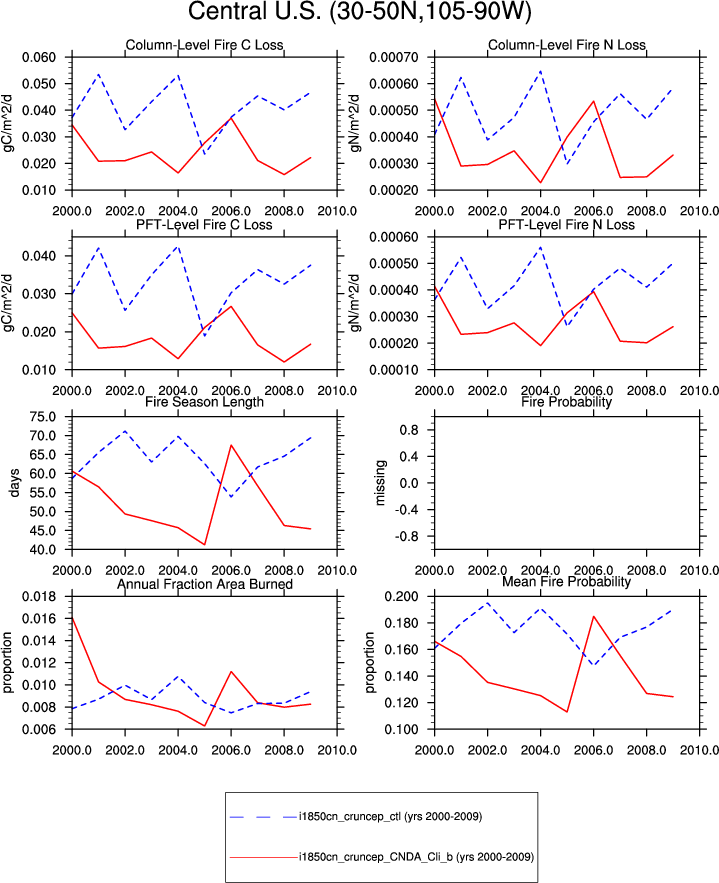 Central U.S. (30-50N,105-90W)
Column-Level Fire C Loss
gC/m^2/d
0.060
0.050
0.040
0.030
0.020
0.010
2000.0 2002.0 2004.0 2006.0 2008.0 2010.0
Column-Level Fire N Loss
gN/m^2/d
0.00070
0.00050
0.00040
0.00030
0.00020
2000.0 2002.0 2004.0 2006.0 2008.0 2010.0
PFT-Level Fire C Loss
gC/m^2/d
0.040
0.030
0.020
0.010
2000.0 2002.0 2004.0 2006.0 2008.0 2010.0
PFT-Level Fire N Loss
gN/m^2/d
0.00060
0.00040
0.00030
0.00020
0.00010
2000.0 2002.0 2004.0 2006.0 2008.0 2010.0
Fire Season Length
days
75.0
70.0
65.0
60.0
55.0
50.0
45.0
40.0
2000.0 2002.0 2004.0 2006.0 2008.0 2010.0
Fire Probability
missing
0.8
0.4
0.0
-0.4
-0.8
2000.0 2002.0 2004.0 2006.0 2008.0 2010.0
Annual Fraction Area Burned
proportion
0.018
0.016
0.014
0.012
0.010
0.008
0.006
2000.0 2002.0 2004.0 2006.0 2008.0 2010.0
Mean Fire Probability
proportion
0.200
0.180
0.160
0.140
0.120
0.100
2000.0 2002.0 2004.0 2006.0 2008.0 2010.0
i1850cn_cruncep_ctl (yrs 2000-2009)
i1850cn_cruncep_CNDA_Cli_b (yrs 2000-2009)